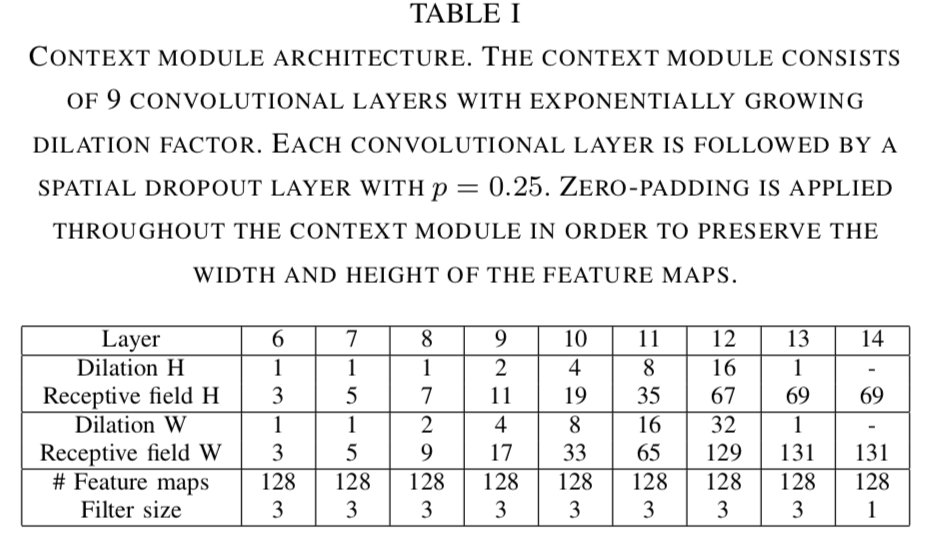 TABLE I
CONTEXT MODULE ARCHITECTURE. THE CONTEXT MODULE CONSISTS
OF 9 CONVOLUTIONAL LAYERS WITH EXPONENTIALLY GROWING
DILATION FACTOR. EACH CONVOLUTIONAL LAYER IS FOLLOWED BY A
SPATIAL DROPOUT LAYER WITH p = 0.25. ZERO-PADDING IS APPLIED
THROUGHOUT THE CONTEXT MODULE IN ORDER TO PRESERVE THE
WIDTH AND HEIGHT OF THE FEATURE MAPS.
Layer 6 7 8 9 10 11 12 13 14
Dilation H 1 1 1 2 4 8 16 1 -
Receptive field H 3 5 7 11 19 35 67 69 69
Dilation W 1 1 2 4 8 16 32 1 -
Receptive field W 3 5 9 17 33 65 129 131 131
# Feature maps 128 128 128 128 128 128 128 128 128
Filter size 3 3 3 3 3 3 3 3 1